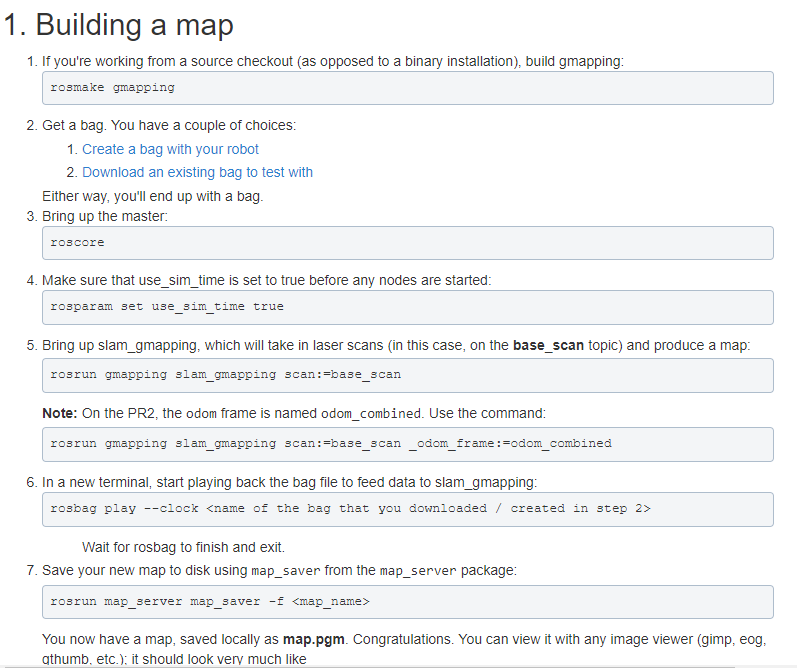 1. Building a map
1. If you're working from a source checkout (as opposed to a binary installation), build gmapping:
rosmake gmapping
2. Get a bag. You have a couple of choices:
1. Create a bag with your robot
2. Download an existing bag to test with
Either way, you'll end up with a bag.
3. Bring up the master:
roscore
4. Make sure that use_sim_time is set to true before any nodes are started:
rosparam set use_sim_time true
5. Bring up slam_gmapping, which will take in laser scans (in this case, on the base_scan topic) and produce a map:
rosrun gmapping slam_gmapping scan:=base_scan
Note: On the PR2, the odom frame is named odom_combined. Use the command:
rosrun gmapping slam_gmapping scan:=base_scan _odom_frame:=odom_combined
6. In a new terminal, start playing back the bag file to feed data to slam_gmapping:
rosbag play --clock <name of the bag that you downloaded / created in step 2>
Wait for rosbag to finish and exit.
7. Save your new map to disk using map_saver from the map_server package:
rosrun map_server map_saver -f <map_name>
You now have a map, saved locally as map.pgm. Congratulations. You can view it with any image viewer (gimp, eog,
gthumb, etc.); it should look very much like